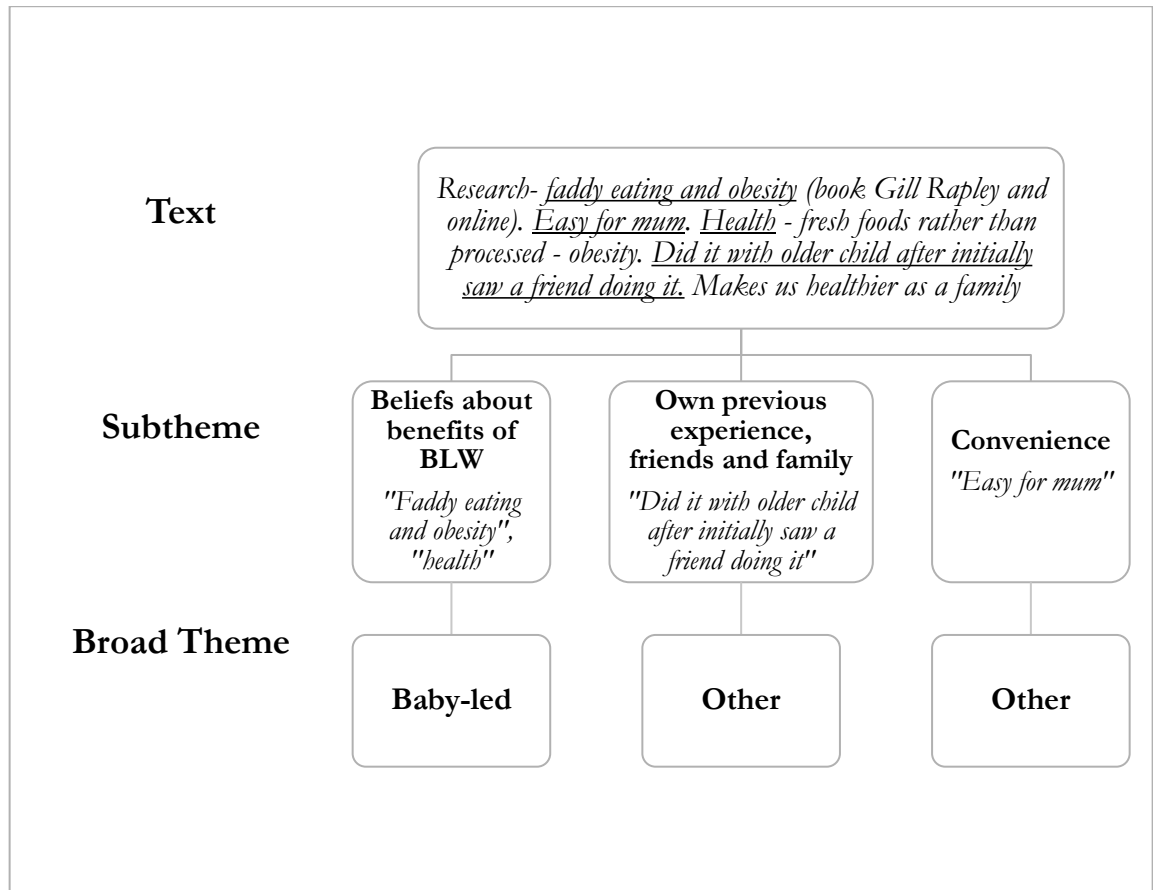 Text
Research- faddy eating and obesity (book Gill Rapley and
online). Easy for mum. Health - fresh foods rather than
processed - obesity. Did it with older child after initially
saw a friend doing it. Makes us healthier as a family
Subtheme
Beliefs about
benefits of
BLW
"Faddy eating
and obesity",
"health"
Own previous
experience,
friends and family
"Did it with older child
after initially saw a
friend doing it"
Convenience
"Easy for mum"
Broad Theme
Baby-led
Other
Other